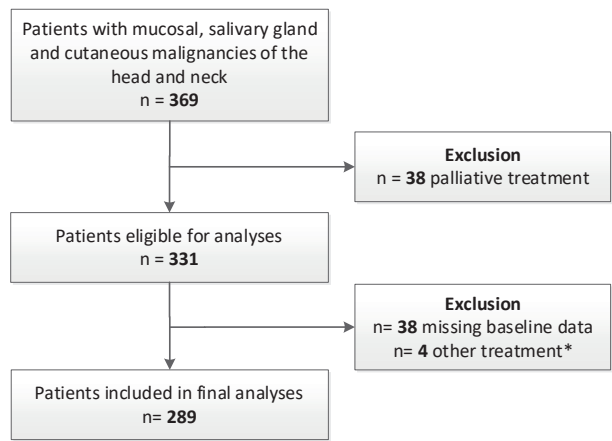 Patients with mucosal, salivary gland
and cutaneous malignancies of the
head and neck
n = 369
Exclusion
n = 38 palliative treatment
Patients eligible for analyses
n = 331
Exclusion
n= 38 missing baseline data
n= 4 other treatment*
Patients included in final analyses
n= 289